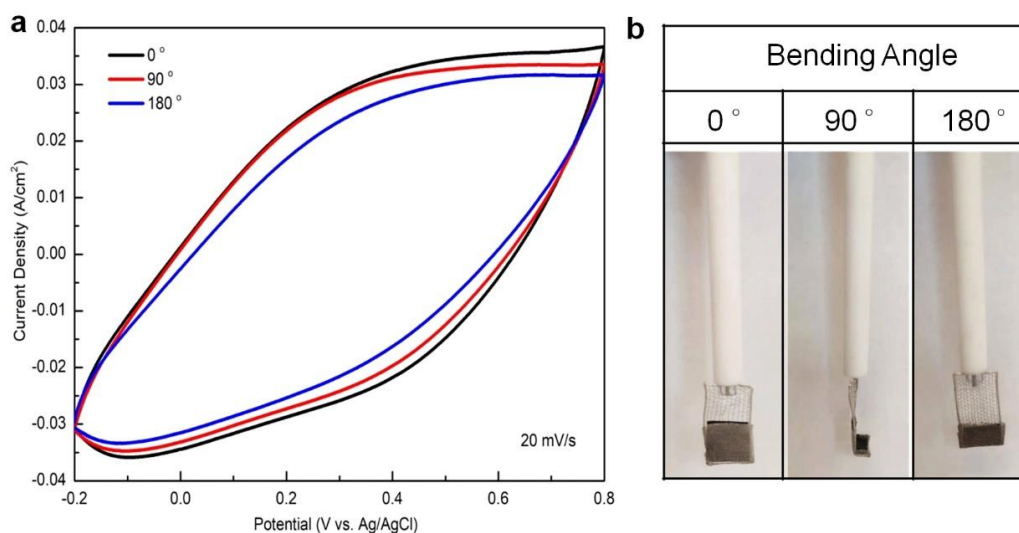 a
0 °
90 °
180 °
20 mV/s
0.04
0.03
0.02
0.01
0.00
-0.01
-0.02
-0.03
-0.04
Current Density (A/cm²)
-0.2 0.0 0.2 0.4 0.6 0.8
Potential (V vs. Ag/AgCl)
b
Bending Angle
0 ° 90 ° 180 °